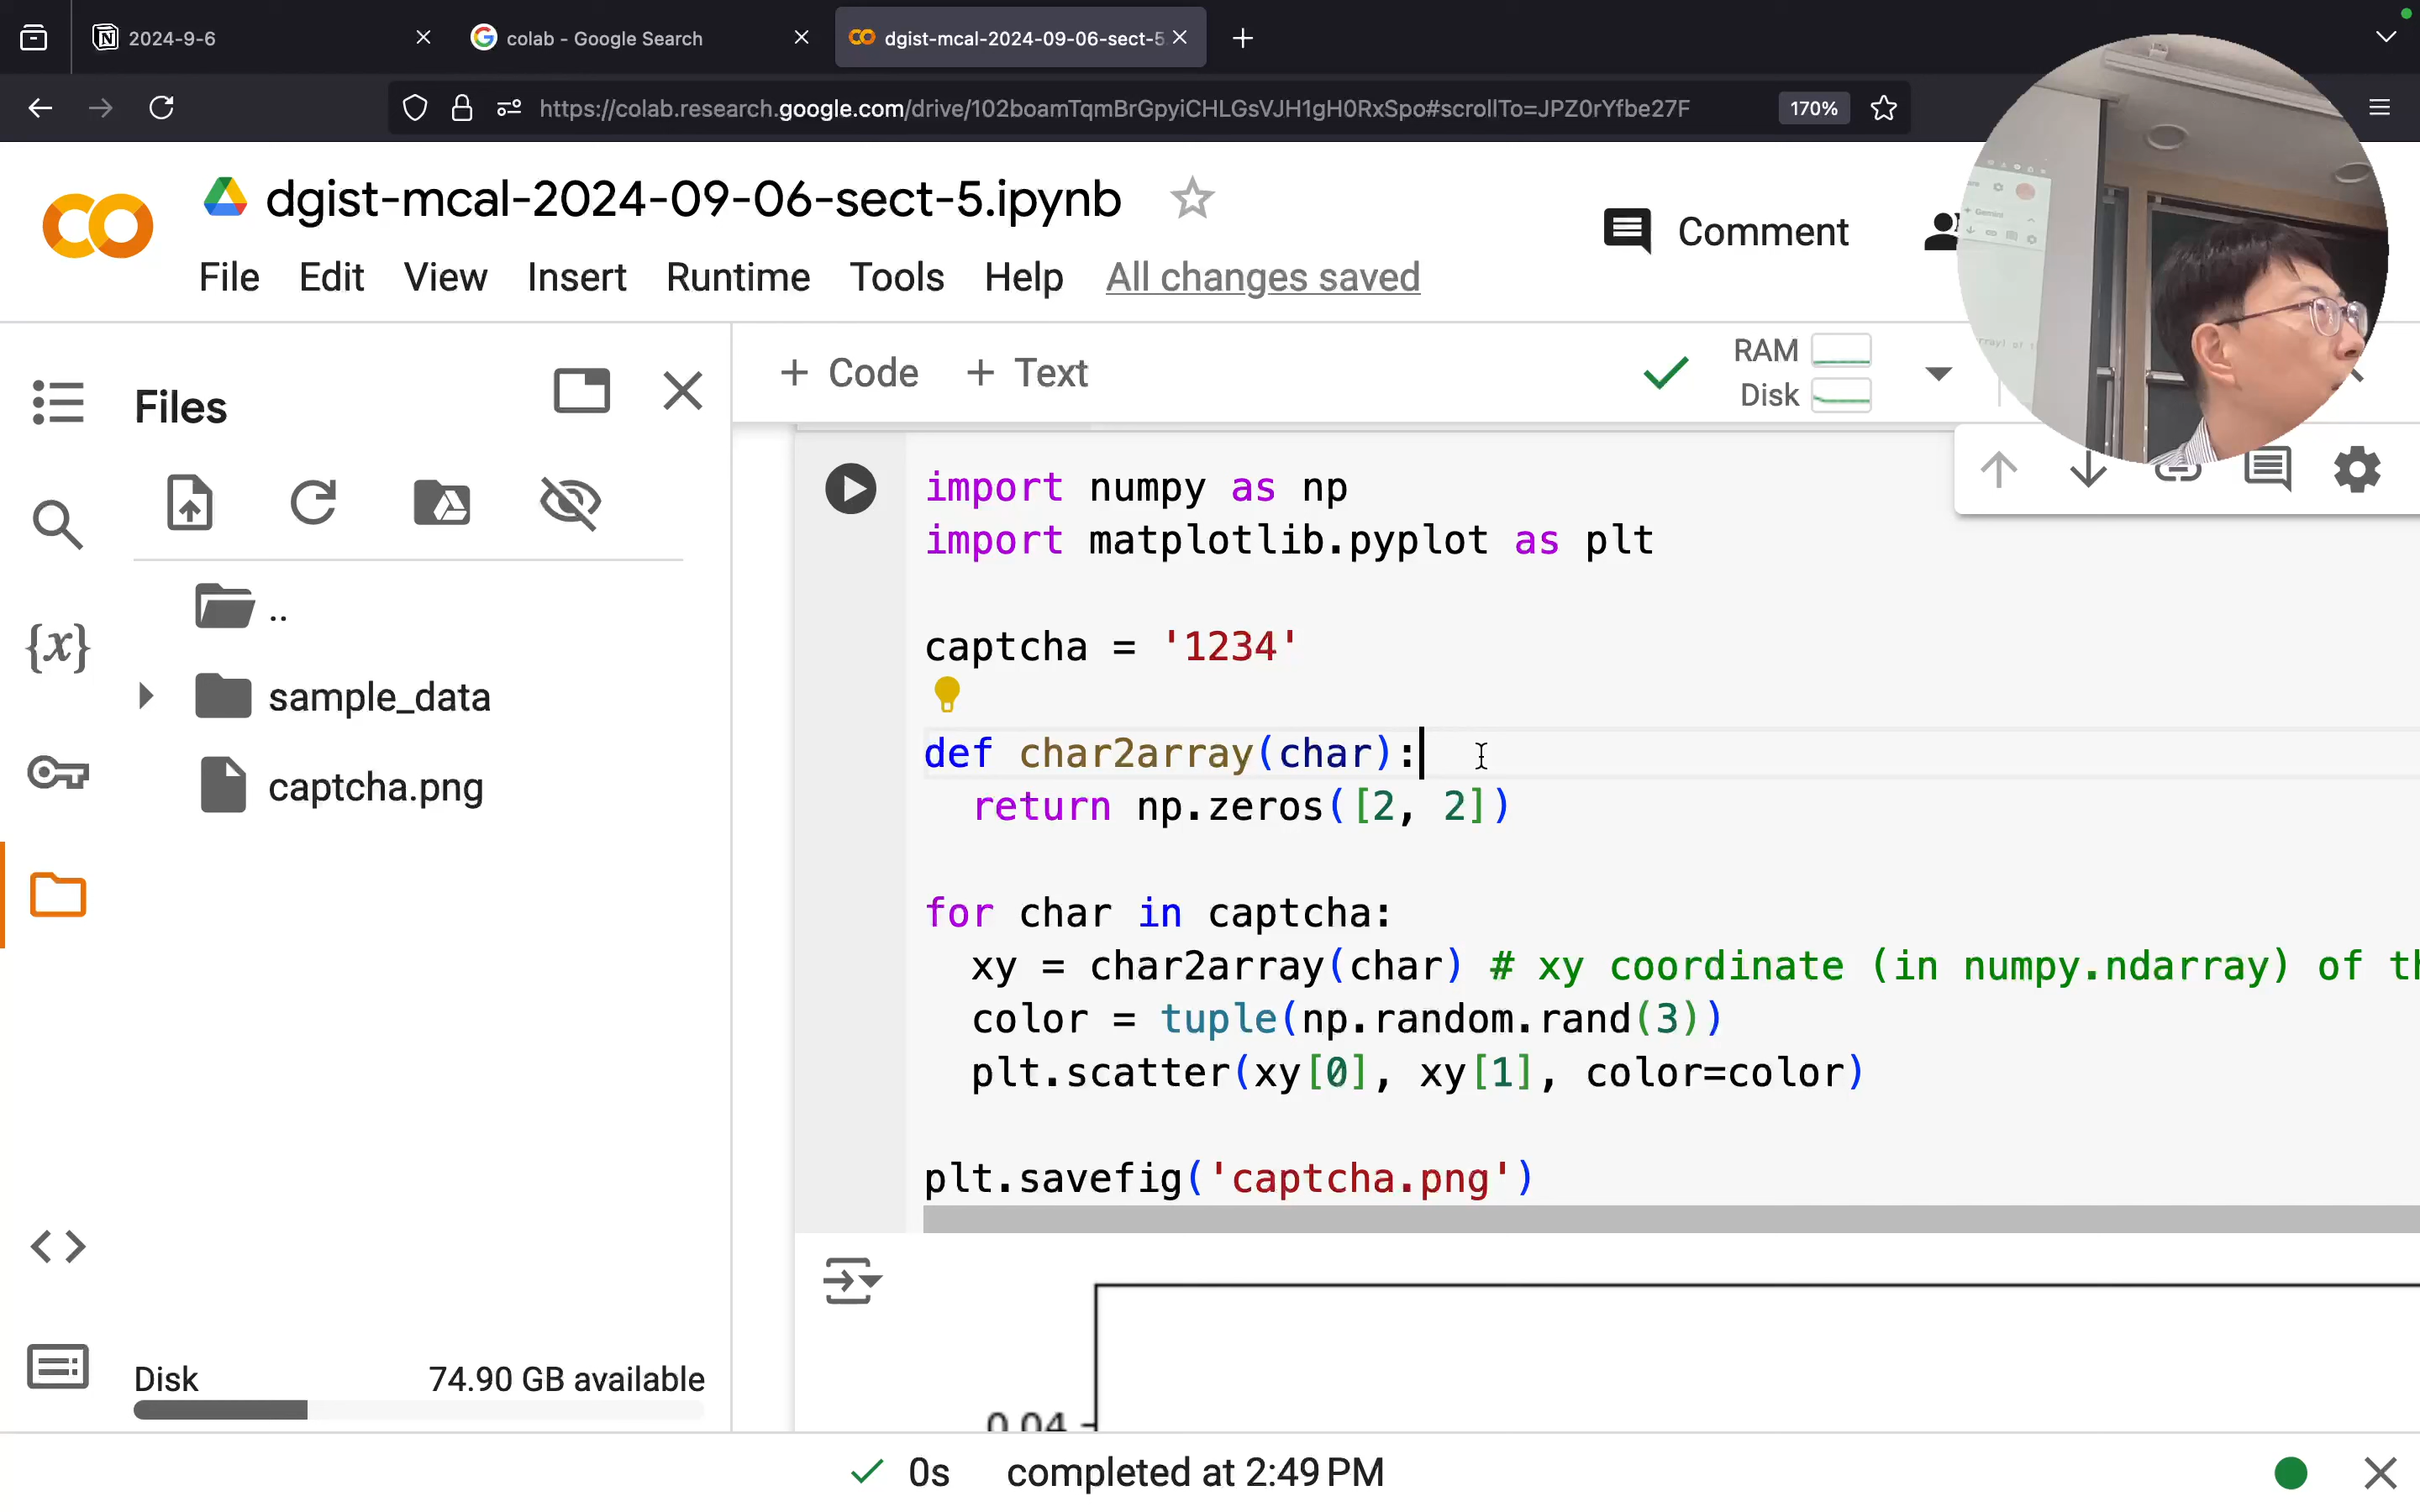 2024-9-6
colab - Google Search
dgist-mcal-2024-09-06-sect-5
https://colab.research.google.com/drive/102boamTqmBrGpyiCHLGsVJH1gH0RxSpo#scrollTo=JPZ0rYfbe27F
170%
dgist-mcal-2024-09-06-sect-5.ipynb
Comment
File Edit View Insert Runtime Tools Help All changes saved
+ Code + Text
RAM
Disk
Files
..
sample_data
captcha.png
{x}
Disk 74.90 GB available
import numpy as np
import matplotlib.pyplot as plt
captcha = '1234'
def char2array(char):
return np.zeros([2, 2])
for char in captcha:
xy = char2array(char) # xy coordinate (in numpy.ndarray) of th
color = tuple(np.random.rand(3))
plt.scatter(xy[0], xy[1], color=color)
plt.savefig('captcha.png')
0.04
0s completed at 2:49 PM